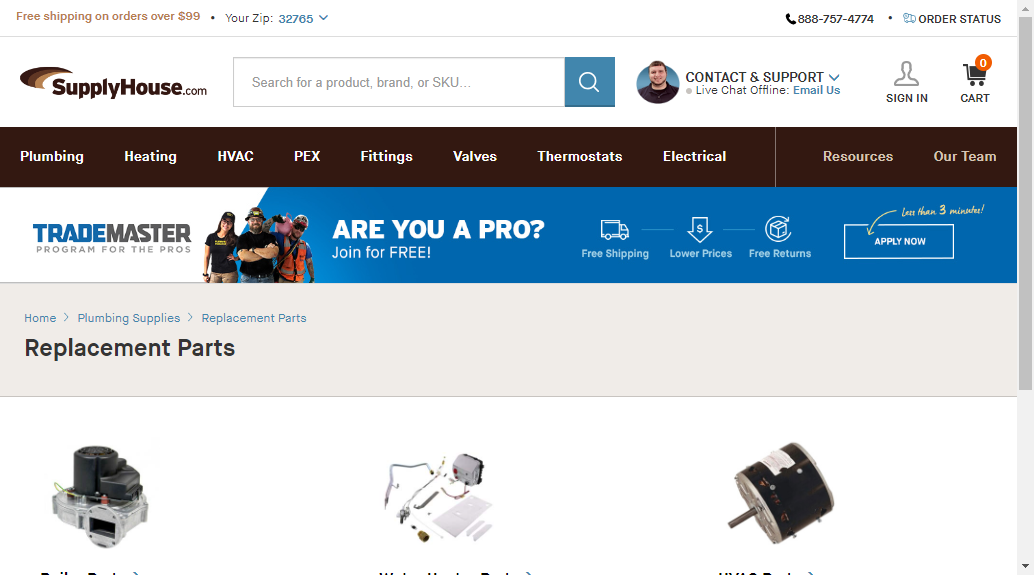 Free shipping on orders over $99 • Your Zip: 32765
888-757-4774 • ORDER STATUS
SupplyHouse.com
Search for a product, brand, or SKU...
CONTACT & SUPPORT
Live Chat Offline: Email Us
SIGN IN
0
CART
Plumbing Heating HVAC PEX Fittings Valves Thermostats Electrical Resources Our Team
TRADEMASTER
PROGRAM FOR THE PROS
ARE YOU A PRO?
Join for FREE!
Free Shipping
Lower Prices
Free Returns
Less than 3 minutes!
APPLY NOW
Home > Plumbing Supplies > Replacement Parts
Replacement Parts